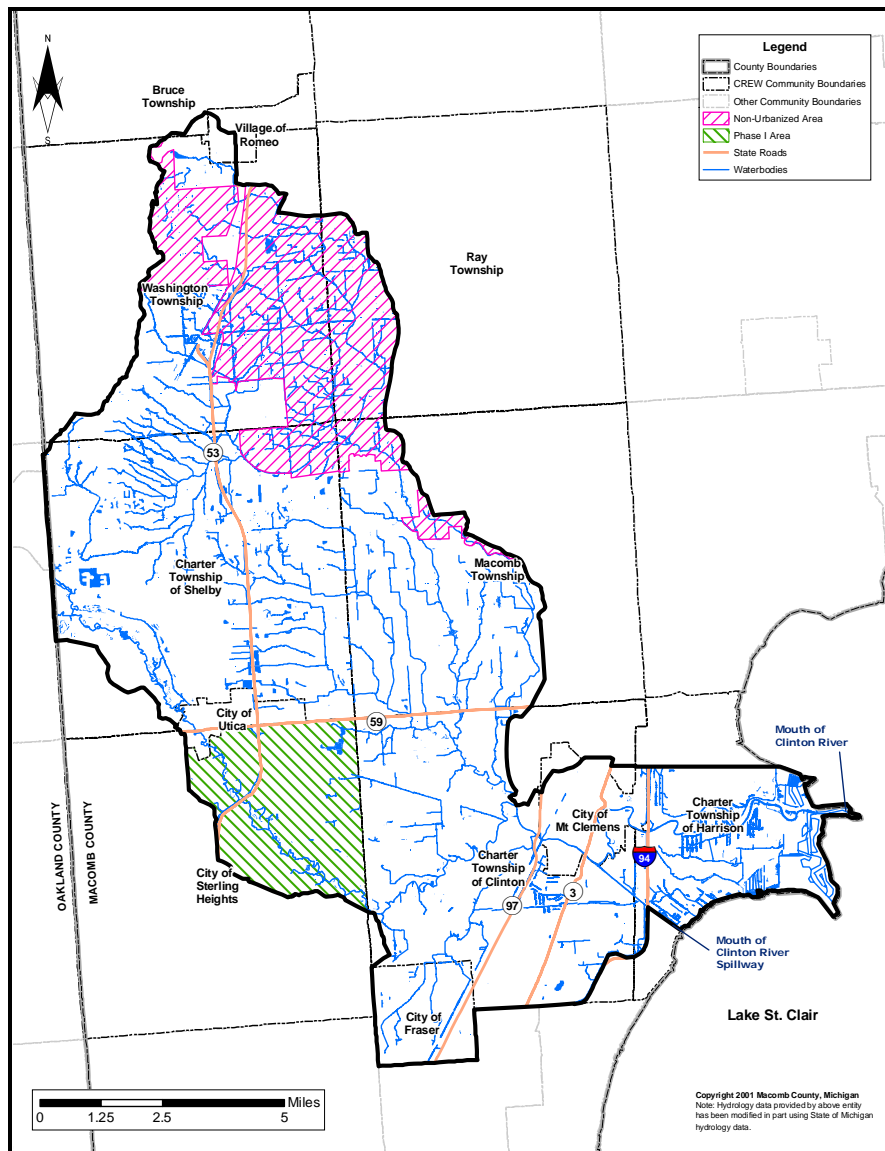 N
S
Legend
County Boundaries
CREW Community Boundaries
Other Community Boundaries
Non-Urbanized Area
Phase I Area
State Roads
Waterbodies
Bruce
Township
Village of
Romeo
Ray
Township
Washington
Township
53
Charter
Township
of Shelby
Macomb
Township
City of
Utica
59
Mouth of
Clinton River
OAKLAND COUNTY
MACOMB COUNTY
City of
Mt Clemens
Charter
Township
of Harrison
94
City of
Sterling
Heights
Charter
Township
of Clinton
3
97
Mouth of
Clinton River
Spillway
City of
Fraser
Lake St. Clair
Miles
0 1.25 2.5 5
Copyright 2001 Macomb County, Michigan
Note: Hydrology data provided by above entity
has been modified in part using State of Michigan
hydrology data.